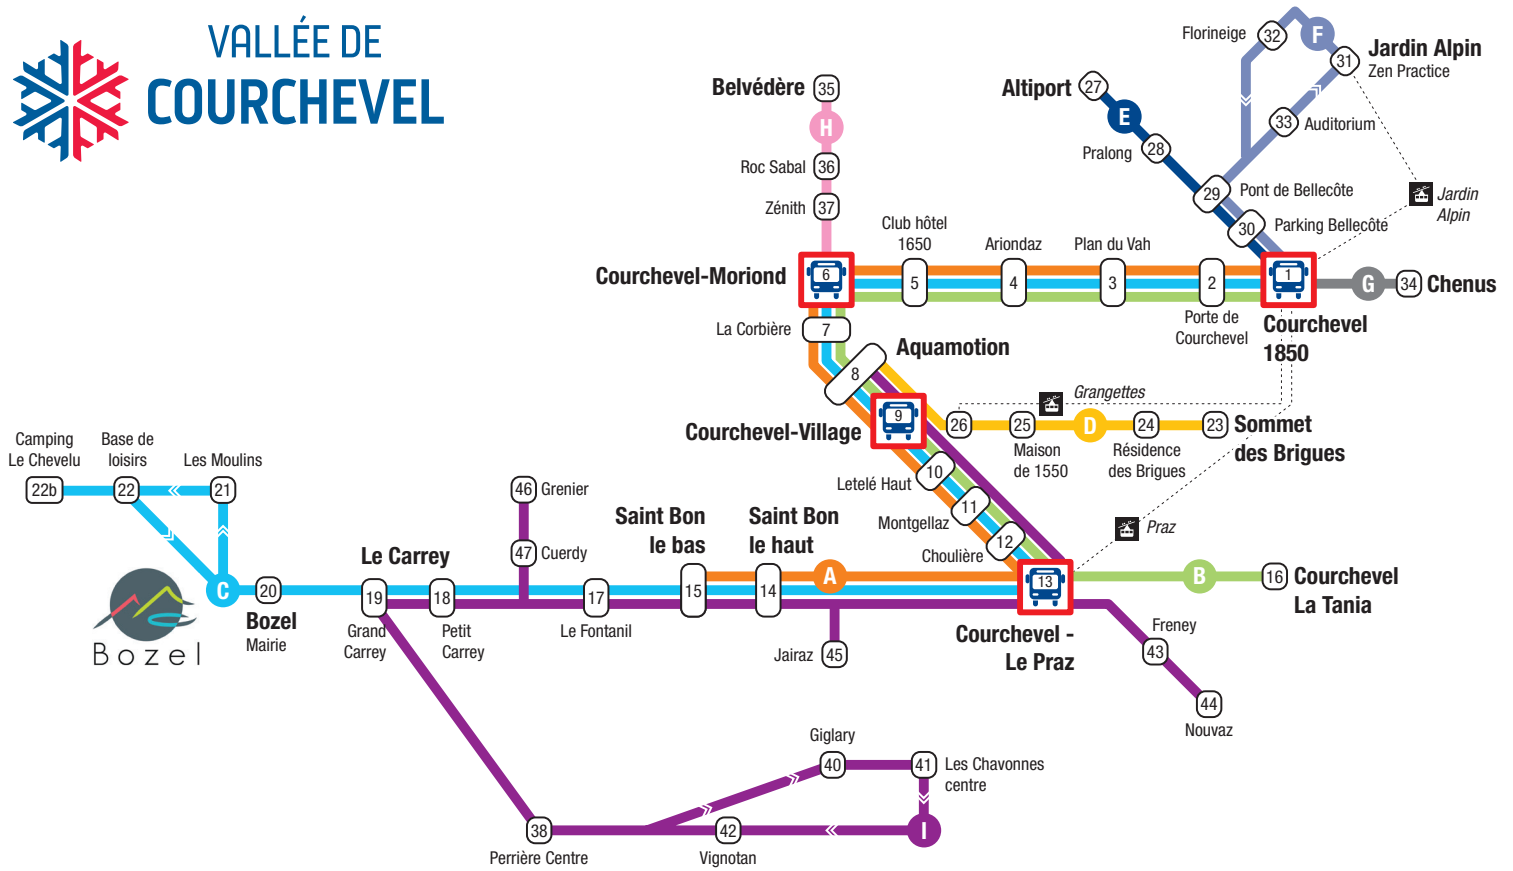 VALLÉE DE
COURCHEVEL
Florineige
32
F
31
Jardin Alpin
Zen Practice
33
Auditorium
Altiport
27
E
Pralong
28
29
Pont de Bellecôte
30
Parking Bellecôte
Jardin
Alpin
Belvédère
35
H
Roc Sabal
36
Zénith
37
Courchevel-Moriond
6
Club hôtel
1650
5
Ariondaz
4
Plan du Vah
3
2
Porte de
Courchevel
1
Courchevel
1850
G
34
Chenus
La Corbière
7
8
Aquamotion
9
Courchevel-Village
Grangettes
26
25
Maison
de 1550
D
24
Résidence
des Brigues
23
Sommet
des Brigues
Letelé Haut
10
Montgellaz
11
Choulière
12
Praz
13
Courchevel -
Le Praz
B
16
Courchevel
La Tania
Camping
Le Chevelu
22b
Base de
loisirs
22
Les Moulins
21
C
20
Bozel
Mairie
Bozel
Le Carrey
19
Grand
Carrey
18
Petit
Carrey
46
Grenier
47
Cuerdy
17
Le Fontanil
Saint Bon
le bas
15
Saint Bon
le haut
14
A
Jairaz
45
Freney
43
44
Nouvaz
38
Perrière Centre
42
Vignotan
Giglary
40
41
Les Chavonnes
centre
I